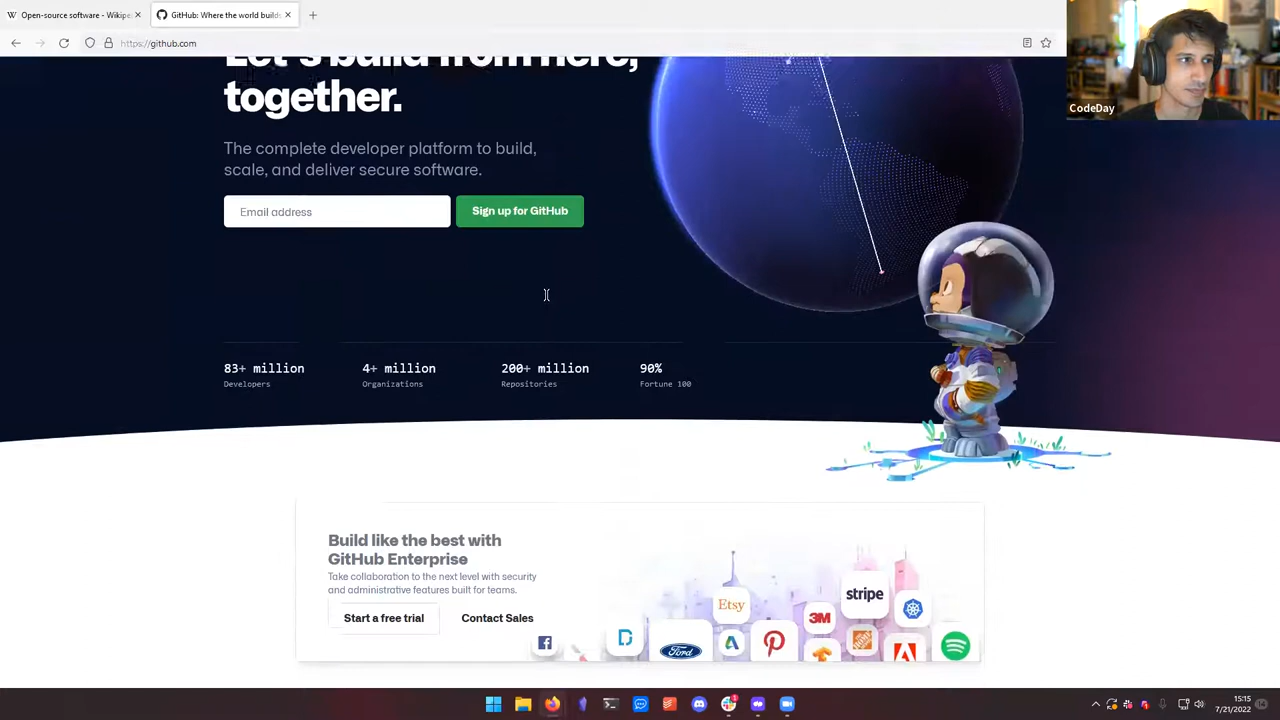 Open-source software - Wikipe
GitHub: Where the world builds
https://github.com
CodeDay
Let's build from here,
together.
The complete developer platform to build,
scale, and deliver secure software.
Email address
Sign up for GitHub
83+ million
Developers
4+ million
Organizations
200+ million
Repositories
90%
Fortune 100
Build like the best with
GitHub Enterprise
Take collaboration to the next level with security
and administrative features built for teams.
Start a free trial
Contact Sales
Etsy
3M
stripe
Ford
15:15
7/21/2022